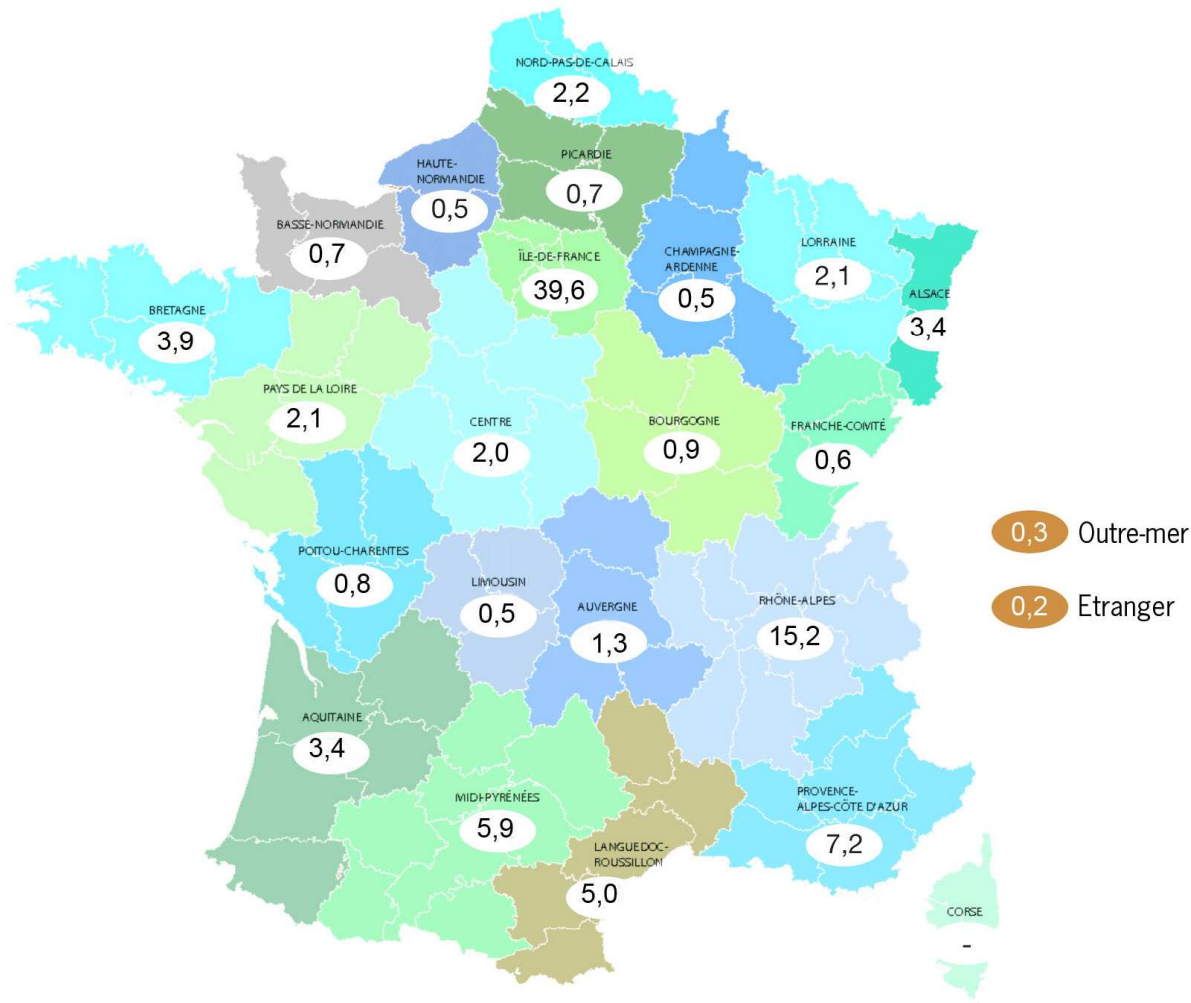 NORD-PAS-DE-CALAIS
2,2
PICARDIE
0,7
HAUTE-
NORMANDIE
0,5
BASSE-NORMANDIE
0,7
ÎLE-DE-FRANCE
39,6
CHAMPAGNE-
ARDENNE
0,5
LORRAINE
2,1
ALSACE
3,4
BRETAGNE
3,9
PAYS DE LA LOIRE
2,1
CENTRE
2,0
BOURGOGNE
0,9
FRANCHE-COMTÉ
0,6
POITOU-CHARENTES
0,8
LIMOUSIN
0,5
AUVERGNE
1,3
RHÔNE-ALPES
15,2
0,3 Outre-mer
0,2 Etranger
AQUITAINE
3,4
MIDI-PYRÉNÉES
5,9
LANGUEDOC-
ROUSSILLON
5,0
PROVENCE-
ALPES-CÔTE D'AZUR
7,2
CORSE
-